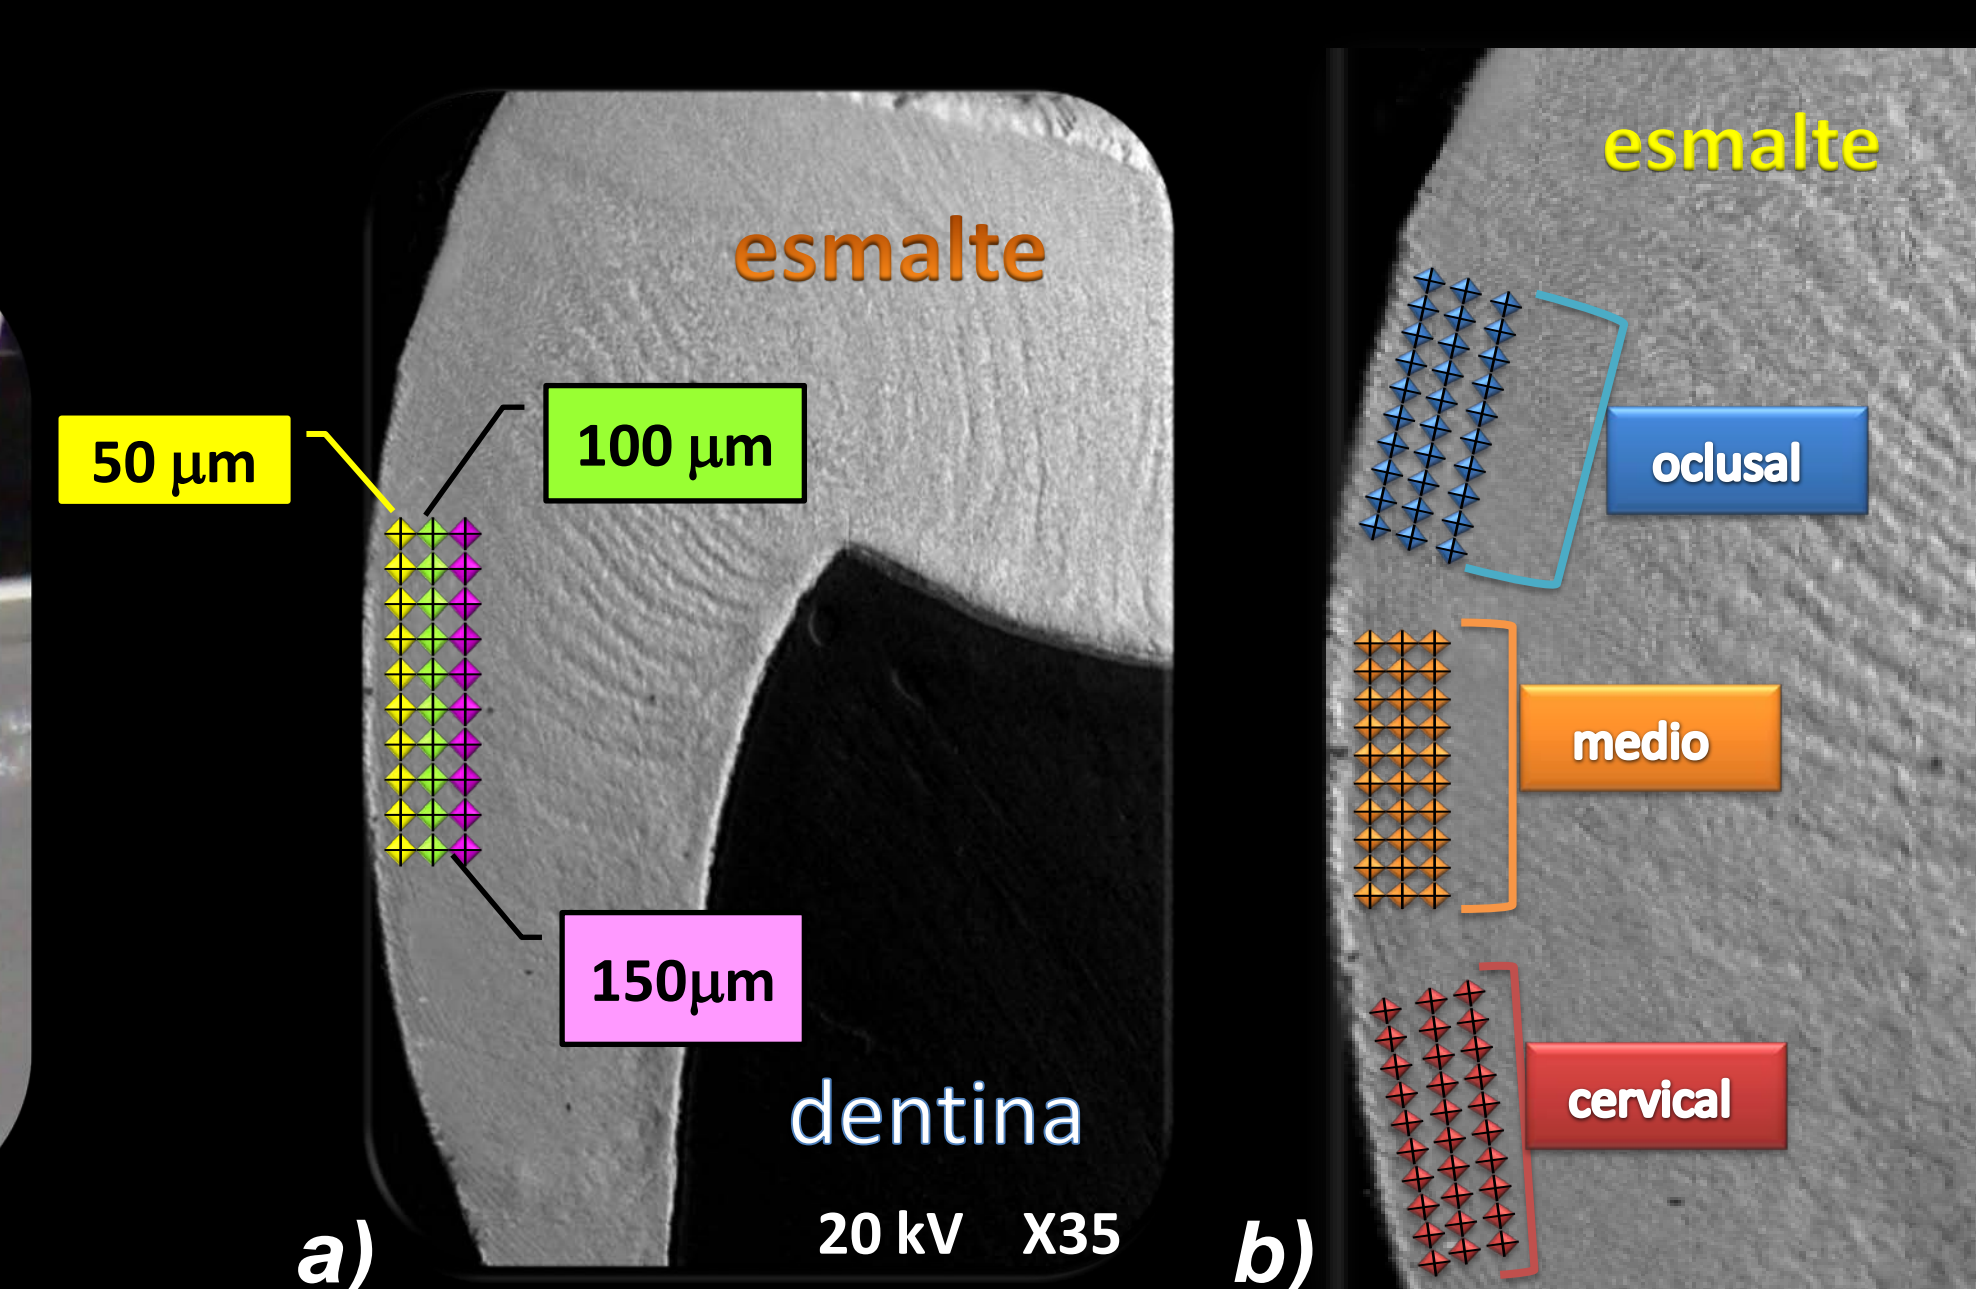 esmalte
50 µm
100 µm
150µm
dentina
20 kV X35
a)
esmalte
oclusal
medio
cervical
b)